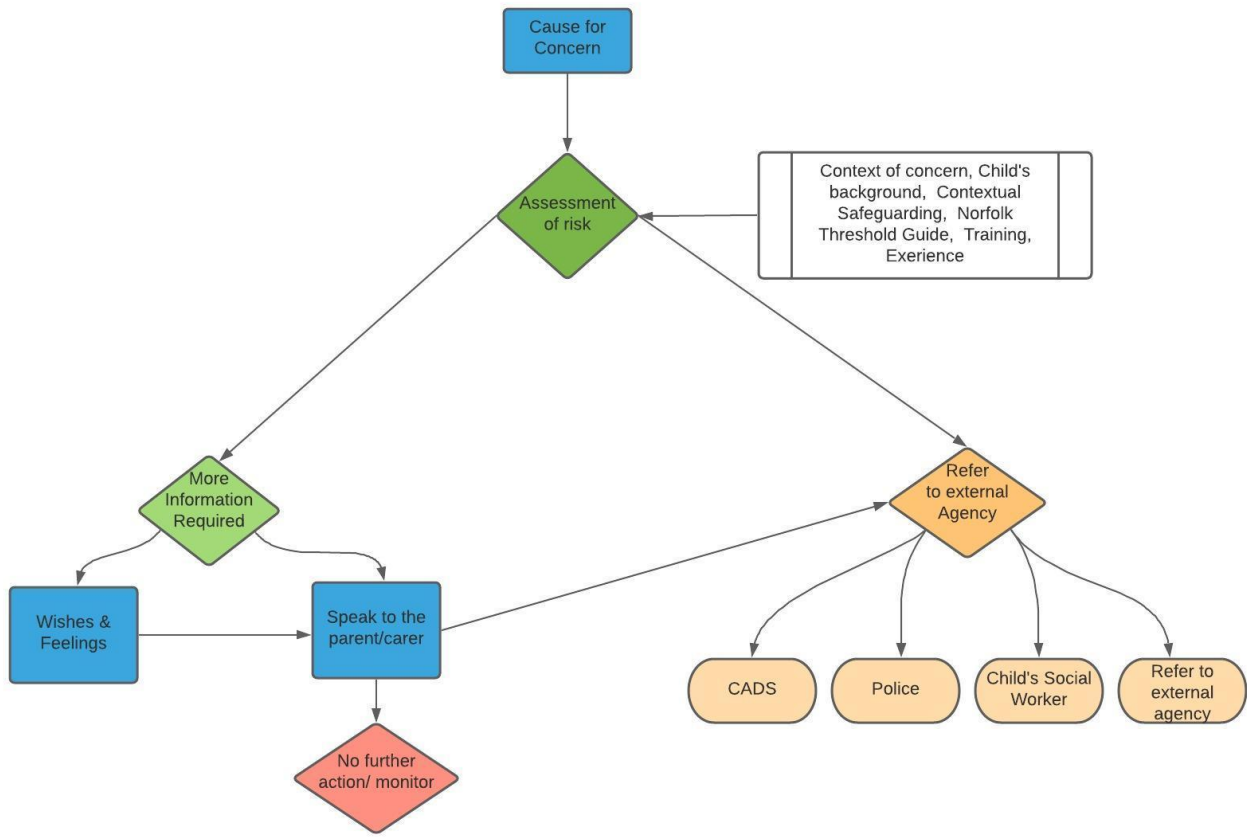 Cause for
Concern
Assessment
of risk
Context of concern, Child's
background,  Contextual
Safeguarding,  Norfolk
Threshold Guide,  Training,
Exerience
More
Information
Required
Refer
to external
Agency
Wishes &
Feelings
Speak to the
parent/carer
CADS
Police
Child's Social
Worker
Refer to
external
agency
No further
action/ monitor